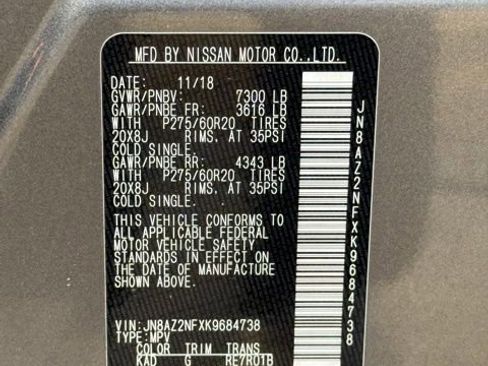 MFD BY NISSAN MOTOR CO.,LTD.
DATE: 11/18
GVWR/PNBV: 7300 LB
GAWR/PNBE FR: 3616 LB
WITH P275/60R20 TIRES
20X8J RIMS, AT 35PSI
COLD SINGLE.
GAWR/PNBE RR: 4343 LB
WITH P275/60R20 TIRES
20X8J RIMS, AT 35PSI
COLD SINGLE.
THIS VEHICLE CONFORMS TO
ALL APPLICABLE FEDERAL
MOTOR VEHICLE SAFETY
STANDARDS IN EFFECT ON
THE DATE OF MANUFACTURE
SHOWN ABOVE.
VIN: JN8AZ2NFXK9684738
TYPE: MPV
COLOR TRIM TRANS
KAD G RE7R01B
JN8AZ2NFXK9684738